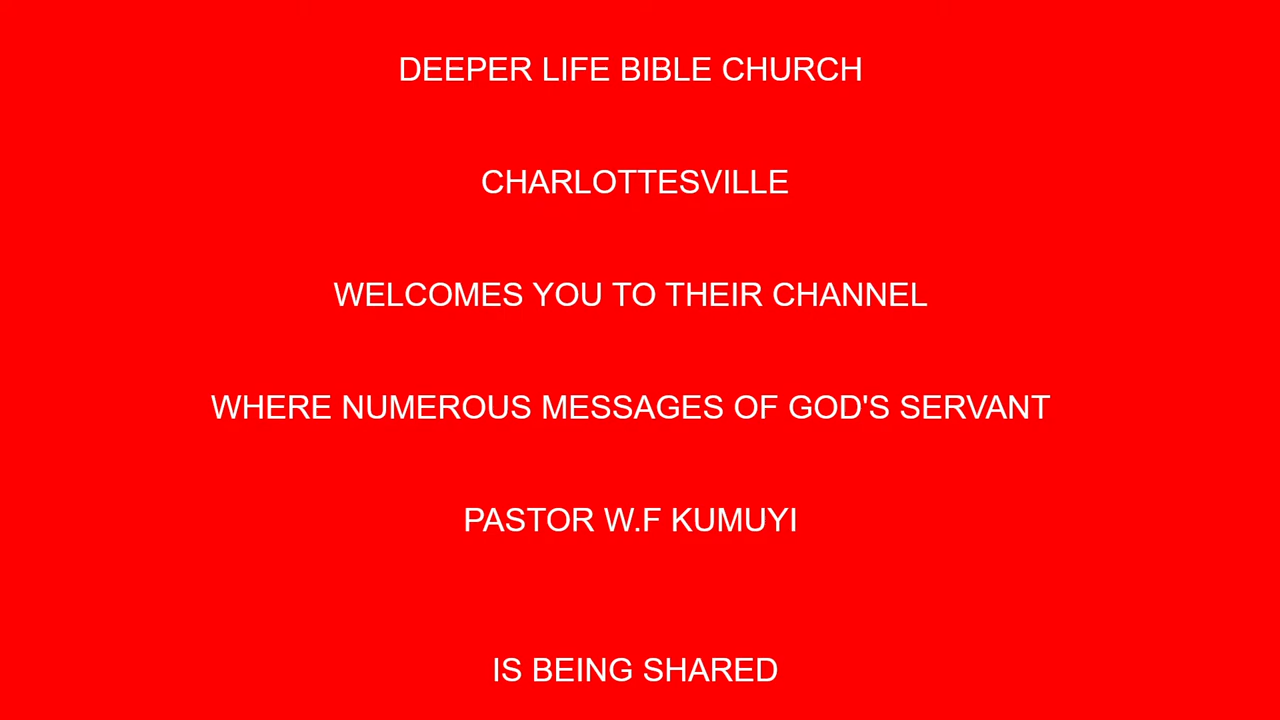 DEEPER LIFE BIBLE CHURCH
CHARLOTTESVILLE
WELCOMES YOU TO THEIR CHANNEL
WHERE NUMEROUS MESSAGES OF GOD'S SERVANT
PASTOR W.F KUMUYI
IS BEING SHARED